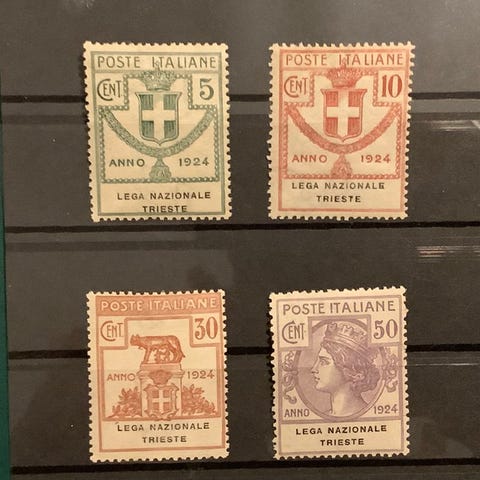 POSTE ITALIANE
CENT. 5
ANNO 1924
LEGA NAZIONALE
TRIESTE
POSTE ITALIANE
CENT. 10
ANNO 1924
LEGA NAZIONALE
TRIESTE
POSTE ITALIANE
CENT. 30
ANNO 1924
LEGA NAZIONALE
TRIESTE
POSTE ITALIANE
CENT. 50
ANNO 1924
LEGA NAZIONALE
TRIESTE